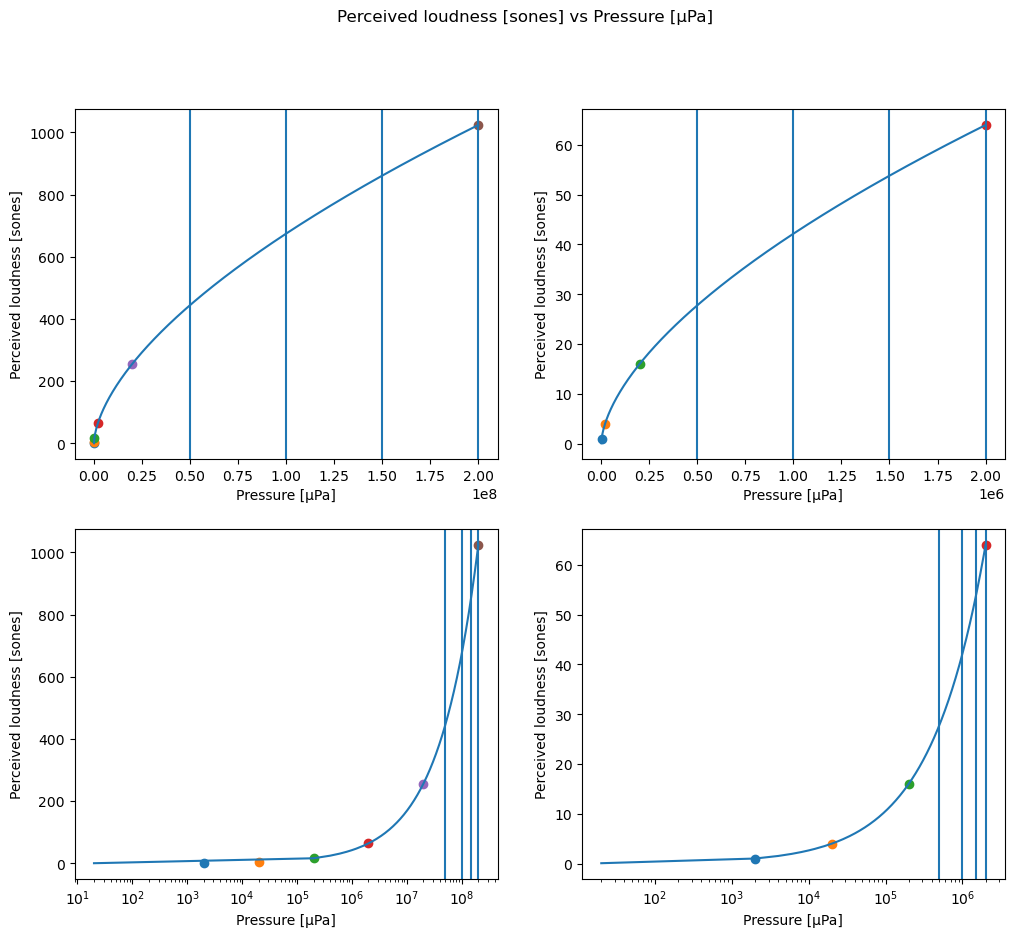 Perceived loudness [sones] vs Pressure [µPa]
Perceived loudness [sones]
1000
800
600
400
200
0
0.00 0.25 0.50 0.75 1.00 1.25 1.50 1.75 2.00
1e8
Pressure [µPa]
Perceived loudness [sones]
60
50
40
30
20
10
0
0.00 0.25 0.50 0.75 1.00 1.25 1.50 1.75 2.00
1e6
Pressure [µPa]
Perceived loudness [sones]
1000
800
600
400
200
0
10¹ 10² 10³ 10⁴ 10⁵ 10⁶ 10⁷ 10⁸
Pressure [µPa]
Perceived loudness [sones]
60
50
40
30
20
10
0
10² 10³ 10⁴ 10⁵ 10⁶
Pressure [µPa]